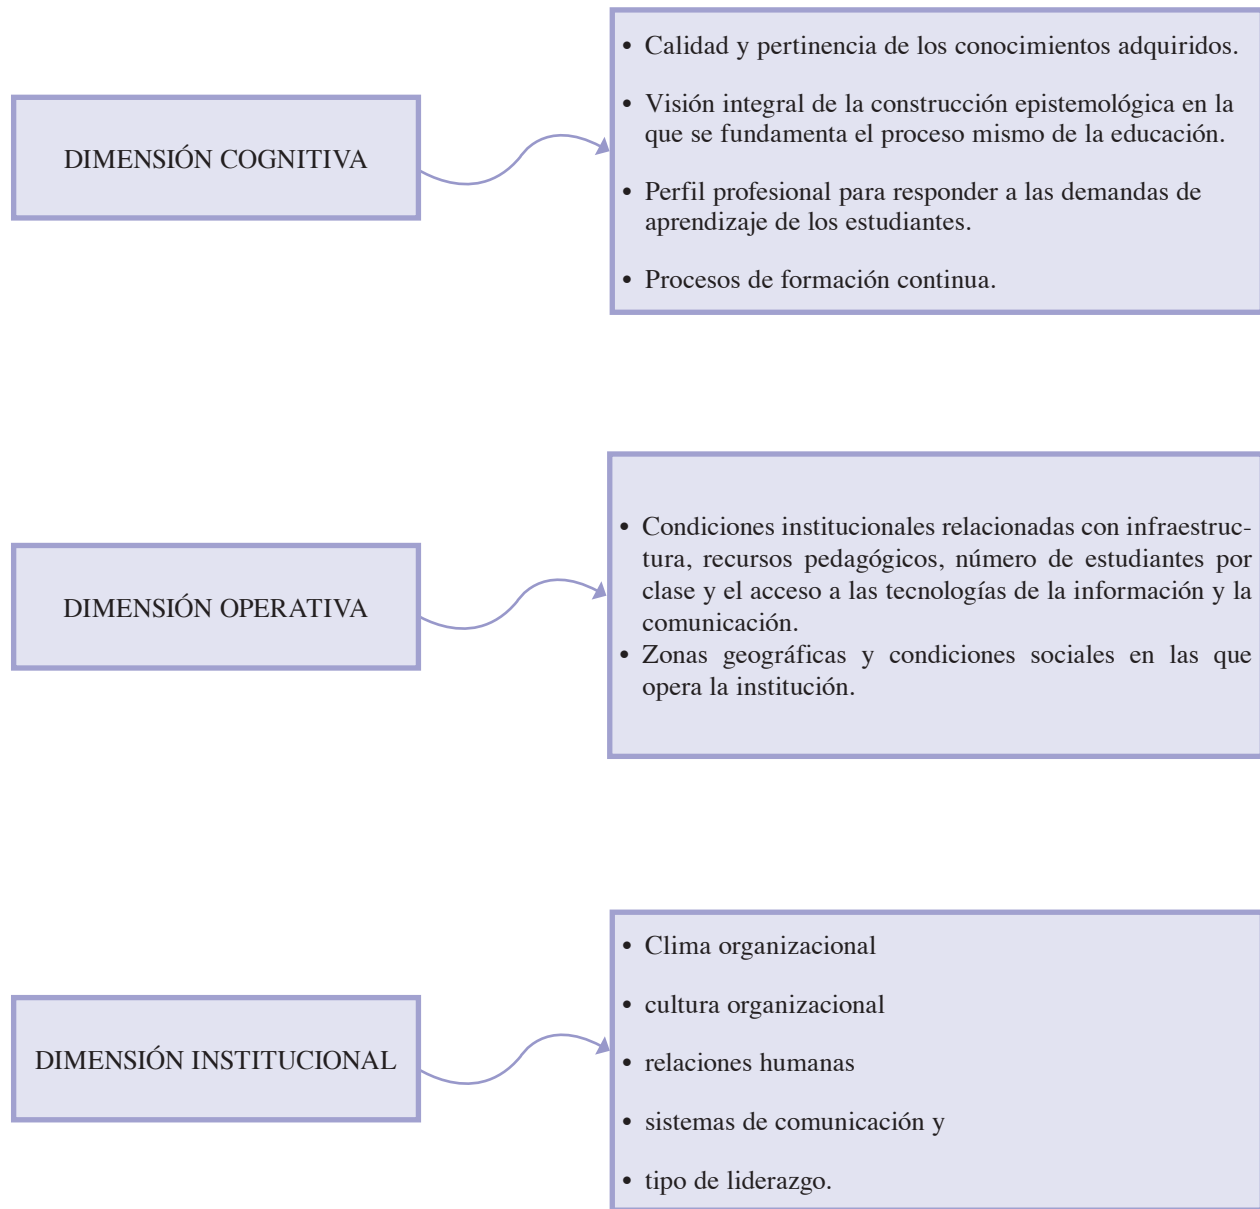 DIMENSIÓN COGNITIVA
• Calidad y pertinencia de los conocimientos adquiridos.
• Visión integral de la construcción epistemológica en la
que se fundamenta el proceso mismo de la educación.
• Perfil profesional para responder a las demandas de
aprendizaje de los estudiantes.
• Procesos de formación continua.
DIMENSIÓN OPERATIVA
• Condiciones institucionales relacionadas con infraestruc-
tura, recursos pedagógicos, número de estudiantes por
clase y el acceso a las tecnologías de la información y la
comunicación.
• Zonas geográficas y condiciones sociales en las que
opera la institución.
DIMENSIÓN INSTITUCIONAL
• Clima organizacional
• cultura organizacional
• relaciones humanas
• sistemas de comunicación y
• tipo de liderazgo.